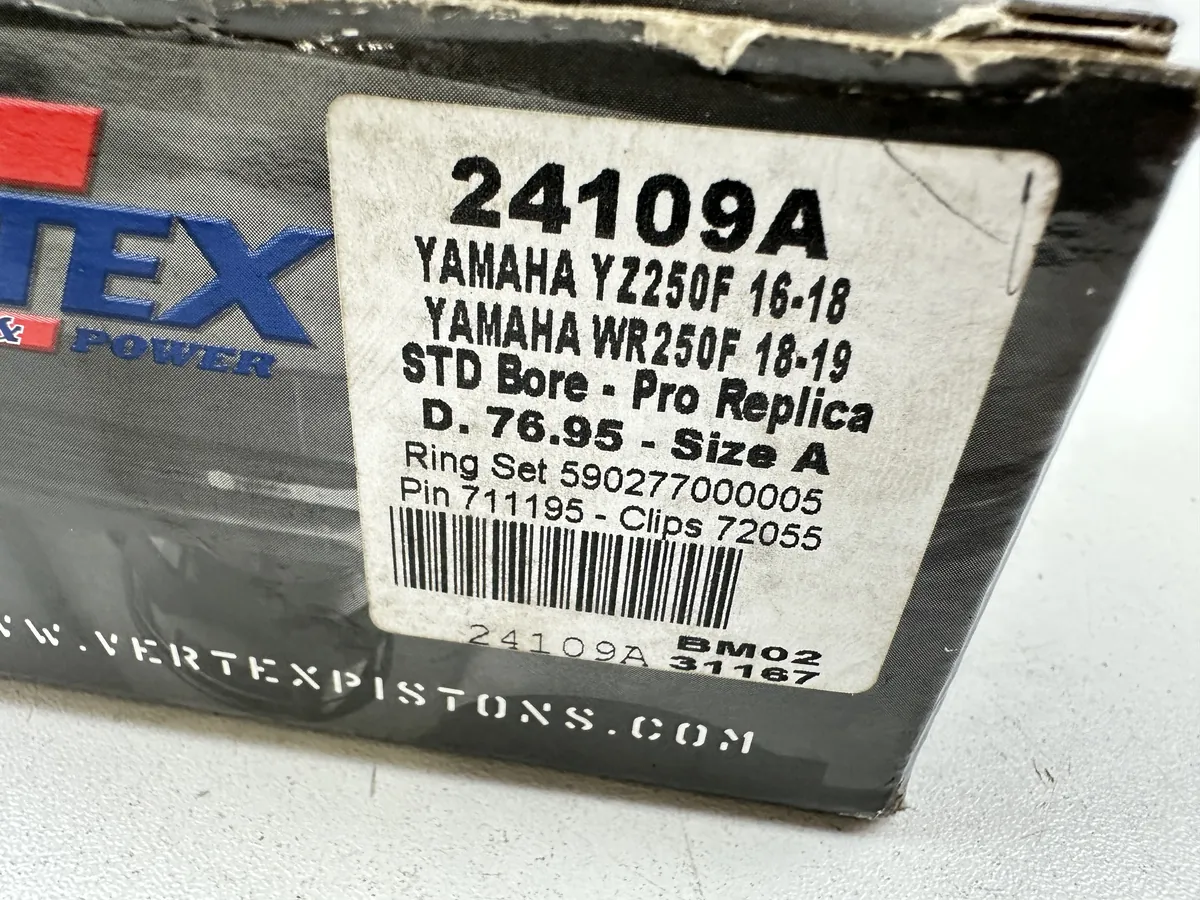 TEX
& POWER
24109A
YAMAHA YZ250F 16-18
YAMAHA WR250F 18-19
STD Bore - Pro Replica
D. 76.95 - Size A
Ring Set 590277000005
Pin 711195 - Clips 72055
24109A BM02
31167
W.VERTEXPISTONS.COM